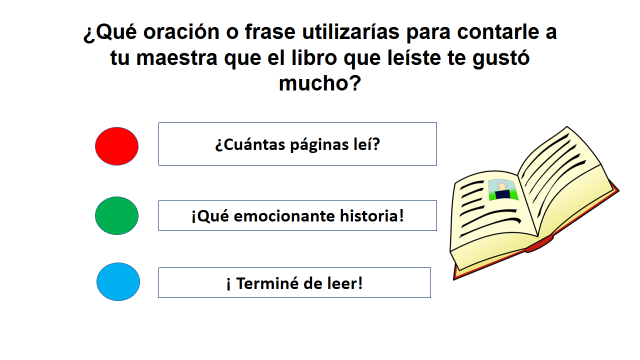 ¿Qué oración o frase utilizarías para contarle a
tu maestra que el libro que leíste te gustó
mucho?
¿Cuántas páginas leí?
¡Qué emocionante historia!
¡ Terminé de leer!